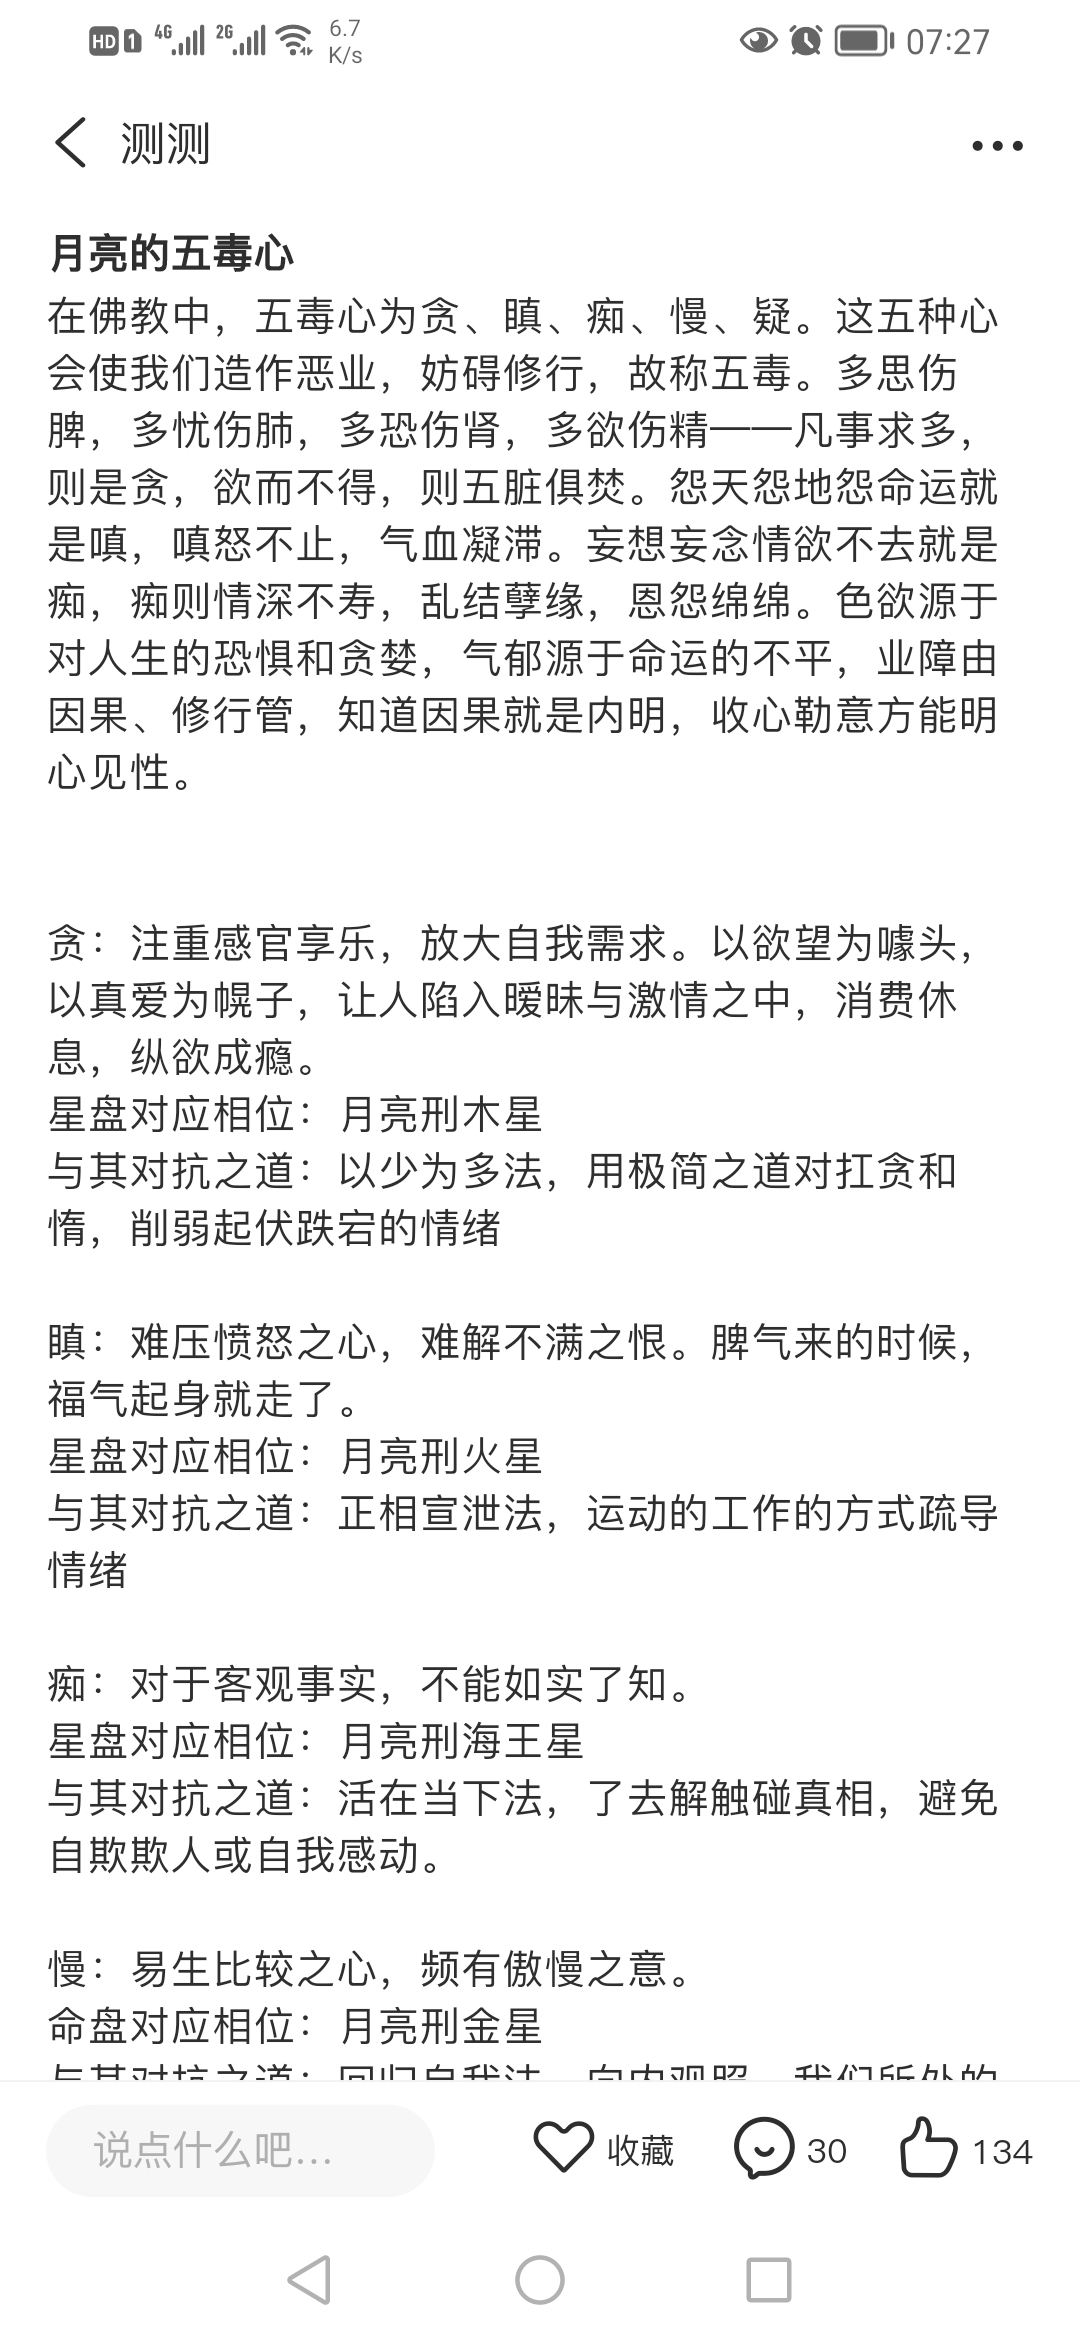 HD 1 4G 2G 6.7 K/s 07:27
测测
月亮的五毒心
在佛教中，五毒心为贪、瞋、痴、慢、疑。这五种心
会使我们造作恶业，妨碍修行，故称五毒。多思伤
脾，多忧伤肺，多恐伤肾，多欲伤精——凡事求多，
则是贪，欲而不得，则五脏俱焚。怨天怨地怨命运就
是嗔，嗔怒不止，气血凝滞。妄想妄念情欲不去就是
痴，痴则情深不寿，乱结孽缘，恩怨绵绵。色欲源于
对人生的恐惧和贪婪，气郁源于命运的不平，业障由
因果、修行管，知道因果就是内明，收心勒意方能明
心见性。
贪：注重感官享乐，放大自我需求。以欲望为噱头，
以真爱为幌子，让人陷入暧昧与激情之中，消费休
息，纵欲成瘾。
星盘对应相位：月亮刑木星
与其对抗之道：以少为多法，用极简之道对扛贪和
惰，削弱起伏跌宕的情绪
瞋：难压愤怒之心，难解不满之恨。脾气来的时候，
福气起身就走了。
星盘对应相位：月亮刑火星
与其对抗之道：正相宣泄法，运动的工作的方式疏导
情绪
痴：对于客观事实，不能如实了知。
星盘对应相位：月亮刑海王星
与其对抗之道：活在当下法，了去解触碰真相，避免
自欺欺人或自我感动。
慢：易生比较之心，频有傲慢之意。
命盘对应相位：月亮刑金星
与其对抗之道：回归自我法，向内观照，我们所处的
说点什么吧... 收藏 30 134